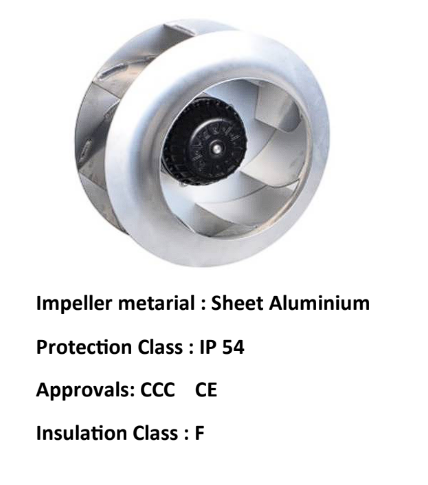 Impeller metarial : Sheet Aluminium
Protection Class : IP 54
Approvals: CCC CE
Insulation Class : F